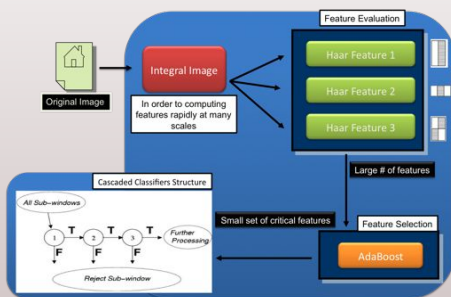 Feature Evaluation
Haar Feature 1
Integral Image
Haar Feature 2
Original Image
In order to computing
features rapidly at many
scales
Haar Feature 3
Large # of features
Cascaded Classifiers Structure
All Sub-windows
Small set of critical features
Feature Selection
1 T 2 T 3 T
Further
Processing
F F F
AdaBoost
Reject Sub-window